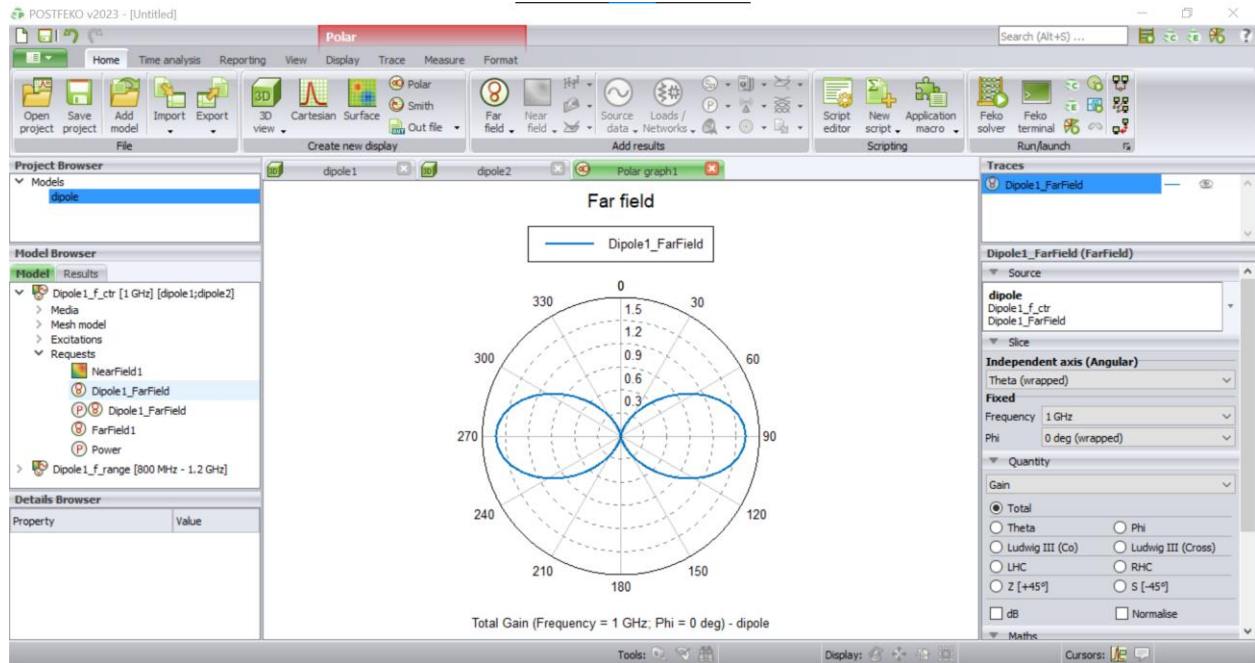 POSTFEKO v2023 - [Untitled]
Polar
Search (Alt+S) ...
Home Time analysis Reporting View Display Trace Measure Format
Open project
Save project
Add model
Import
Export
3D view
Cartesian
Surface
Polar
Smith
Out file
Far field
Near field
Source data
Loads / Networks
Script editor
New script
Application macro
Feko solver
Feko terminal
File
Create new display
Add results
Scripting
Run/launch
Project Browser
Models
dipole
Model Browser
Model Results
Dipole1_f_ctr [1 GHz] [dipole1;dipole2]
Media
Mesh model
Excitations
Requests
NearField1
Dipole1_FarField
Dipole1_FarField
FarField1
Power
Dipole1_f_range [800 MHz - 1.2 GHz]
Details Browser
Property Value
dipole1 dipole2 Polar graph1
Far field
Dipole1_FarField
0
330 30
1.5
1.2
300 0.9 60
0.6
0.3
270 90
240 120
210 150
180
Total Gain (Frequency = 1 GHz; Phi = 0 deg) - dipole
Traces
Dipole1_FarField
Dipole1_FarField (FarField)
Source
dipole
Dipole1_f_ctr
Dipole1_FarField
Slice
Independent axis (Angular)
Theta (wrapped)
Fixed
Frequency 1 GHz
Phi 0 deg (wrapped)
Quantity
Gain
Total
Theta Phi
Ludwig III (Co) Ludwig III (Cross)
LHC RHC
Z [+45º] S [-45º]
dB Normalise
Maths
Tools: Display: Cursors: